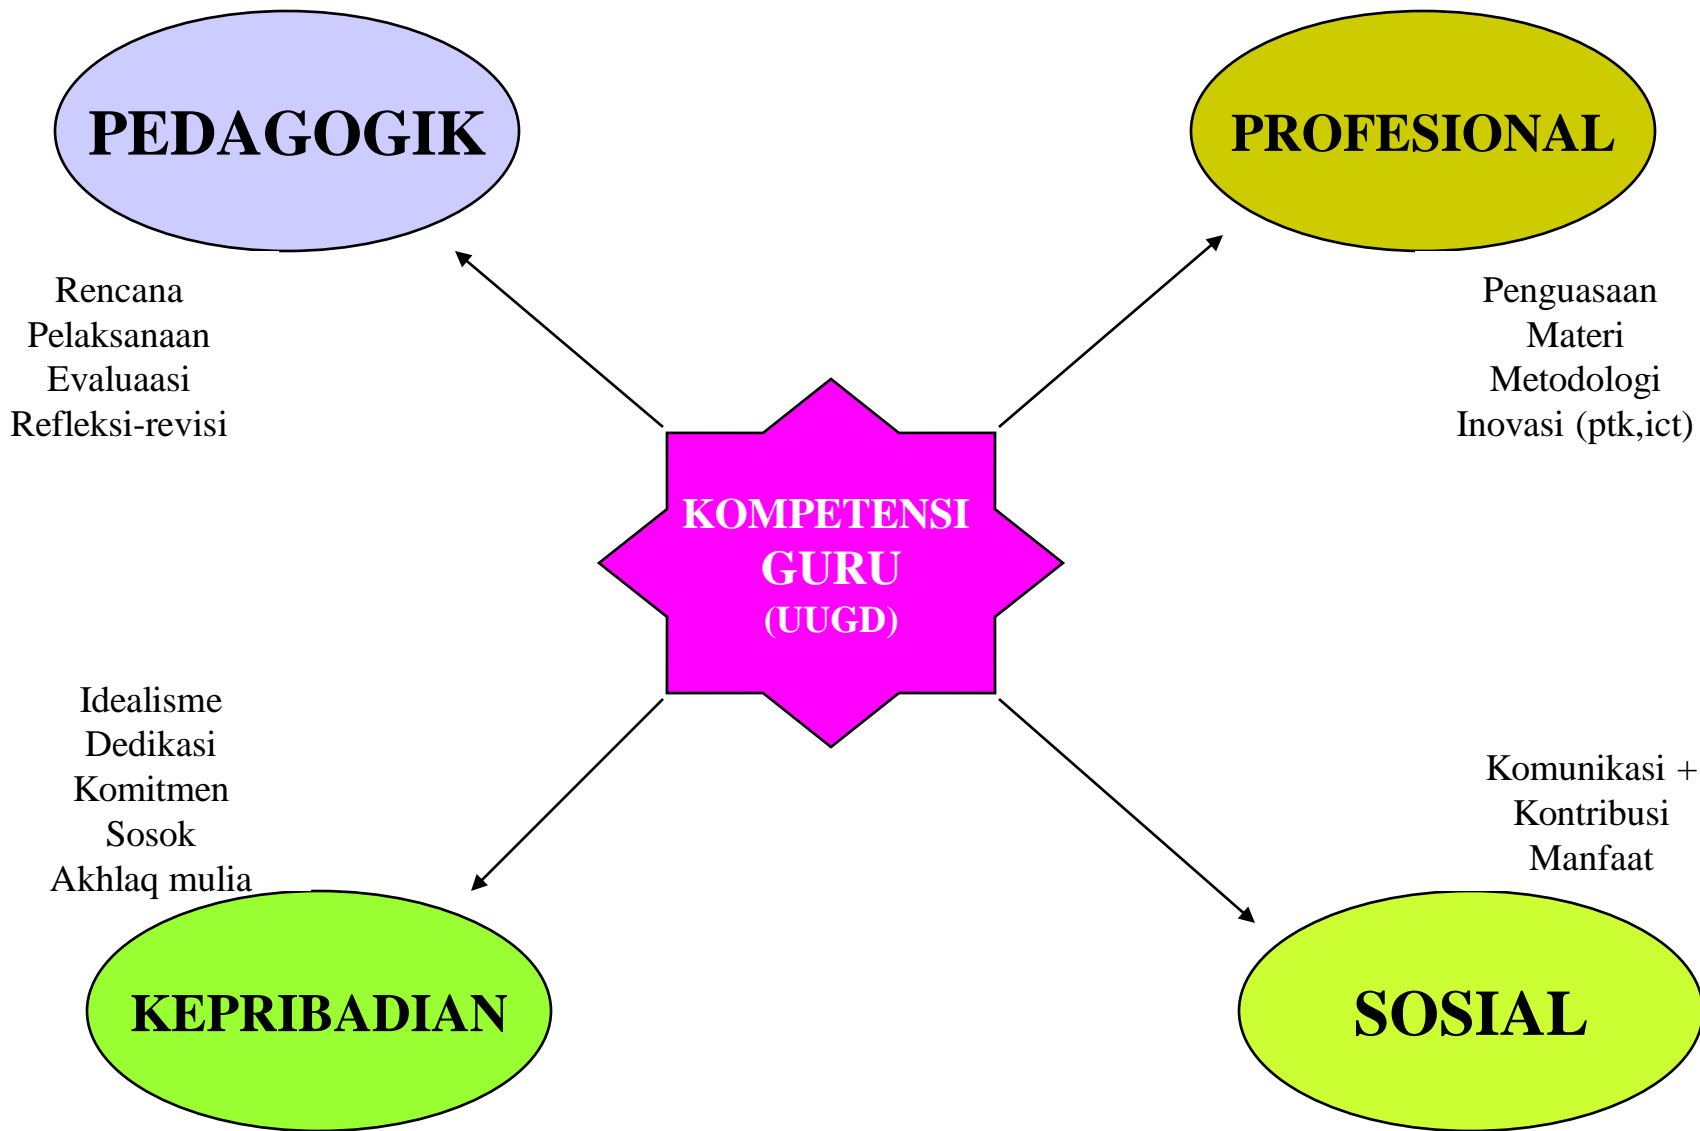 PEDAGOGIK
Rencana
Pelaksanaan
Evaluaasi
Refleksi-revisi
PROFESIONAL
Penguasaan
Materi
Metodologi
Inovasi (ptk,ict)
KOMPETENSI
GURU
(UUGD)
Idealisme
Dedikasi
Komitmen
Sosok
Akhlaq mulia
KEPRIBADIAN
Komunikasi +
Kontribusi
Manfaat
SOSIAL